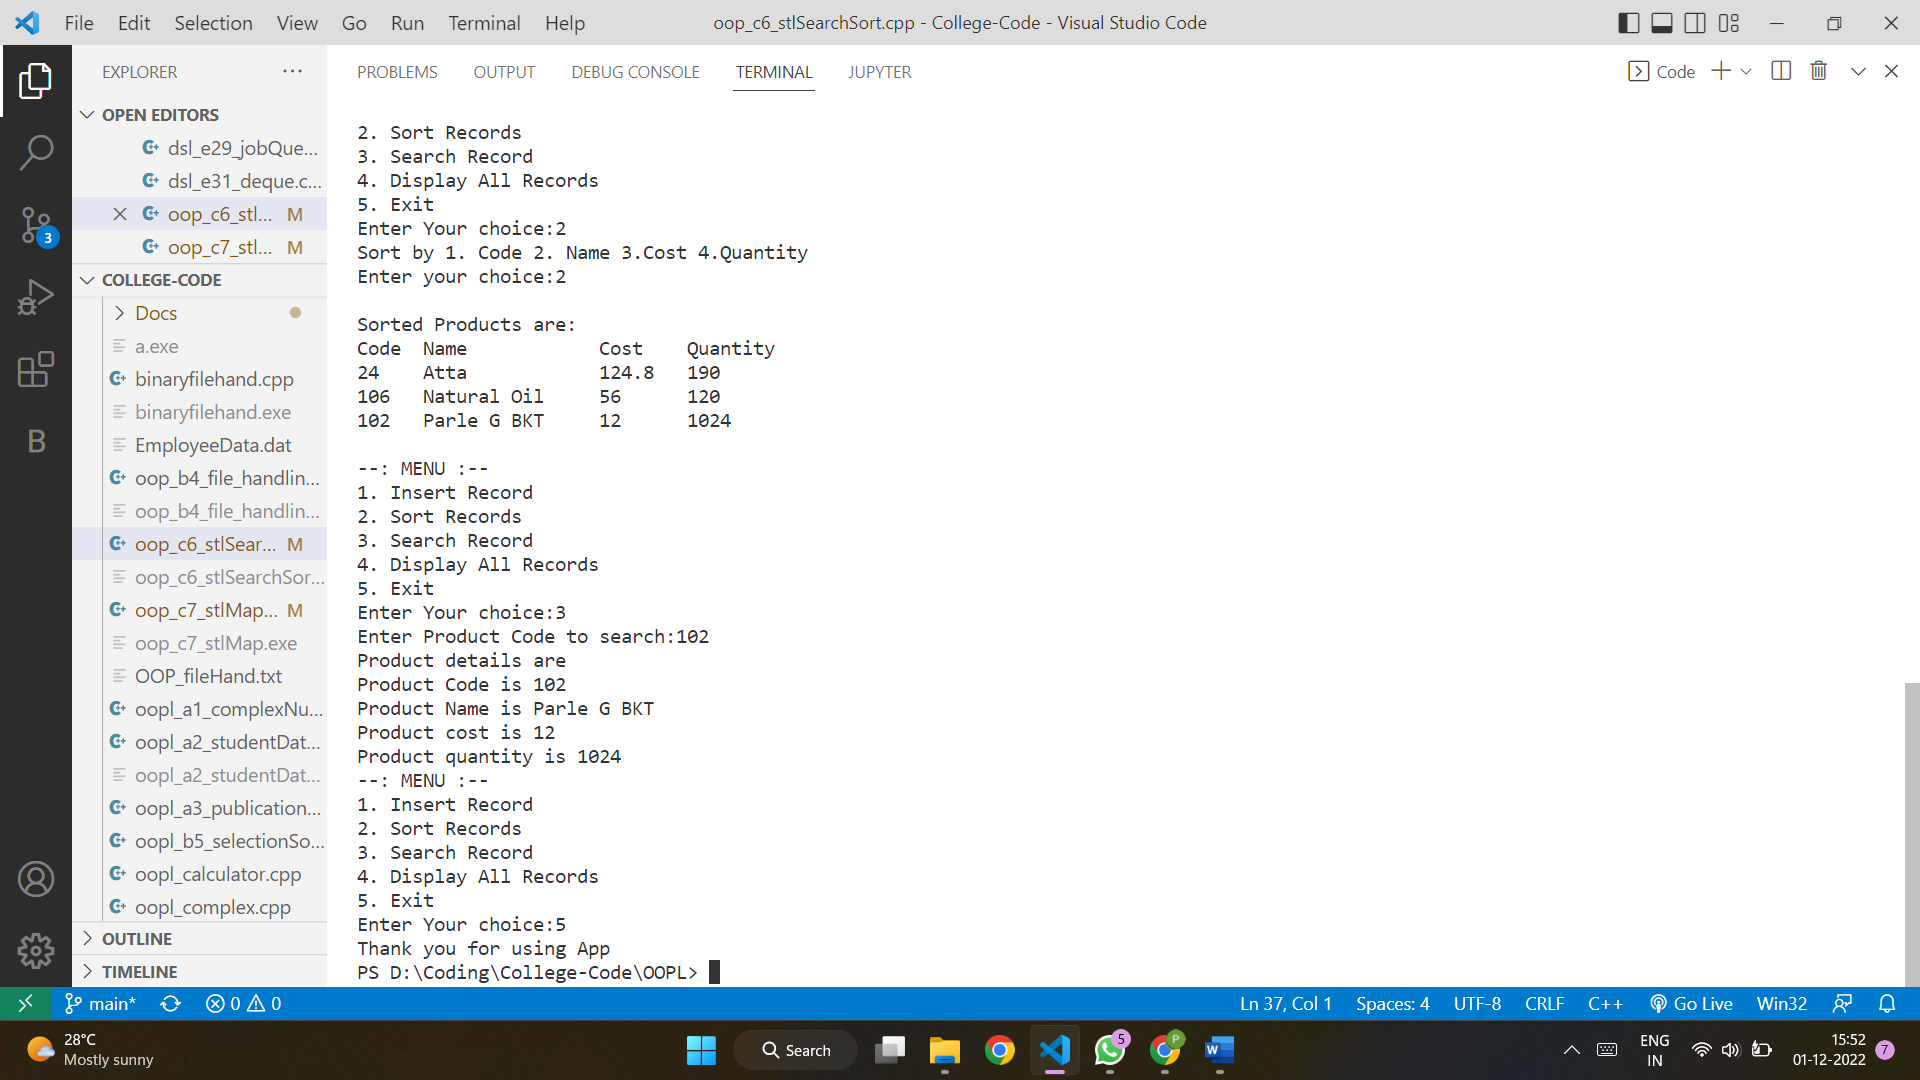 File Edit Selection View Go Run Terminal Help
oop_c6_stlSearchSort.cpp - College-Code - Visual Studio Code
EXPLORER
OPEN EDITORS
dsl_e29_jobQue...
dsl_e31_deque.c...
oop_c6_stl... M
oop_c7_stl... M
COLLEGE-CODE
Docs
a.exe
binaryfilehand.cpp
binaryfilehand.exe
EmployeeData.dat
oop_b4_file_handlin...
oop_b4_file_handlin...
oop_c6_stlSear... M
oop_c6_stlSearchSor...
oop_c7_stlMap... M
oop_c7_stlMap.exe
OOP_fileHand.txt
oopl_a1_complexNu...
oopl_a2_studentDat...
oopl_a2_studentDat...
oopl_a3_publication...
oopl_b5_selectionSo...
oopl_calculator.cpp
oopl_complex.cpp
OUTLINE
TIMELINE
3
B
PROBLEMS OUTPUT DEBUG CONSOLE TERMINAL JUPYTER
Code
2. Sort Records
3. Search Record
4. Display All Records
5. Exit
Enter Your choice:2
Sort by 1. Code 2. Name 3.Cost 4.Quantity
Enter your choice:2
Sorted Products are:
Code Name Cost Quantity
24 Atta 124.8 190
106 Natural Oil 56 120
102 Parle G BKT 12 1024
--: MENU :--
1. Insert Record
2. Sort Records
3. Search Record
4. Display All Records
5. Exit
Enter Your choice:3
Enter Product Code to search:102
Product details are
Product Code is 102
Product Name is Parle G BKT
Product cost is 12
Product quantity is 1024
--: MENU :--
1. Insert Record
2. Sort Records
3. Search Record
4. Display All Records
5. Exit
Enter Your choice:5
Thank you for using App
PS D:\Coding\College-Code\OOPL>
main* 0 0
Ln 37, Col 1 Spaces: 4 UTF-8 CRLF C++ Go Live Win32
28°C
Mostly sunny
Search
5
P
W
ENG
IN
15:52
01-12-2022
7